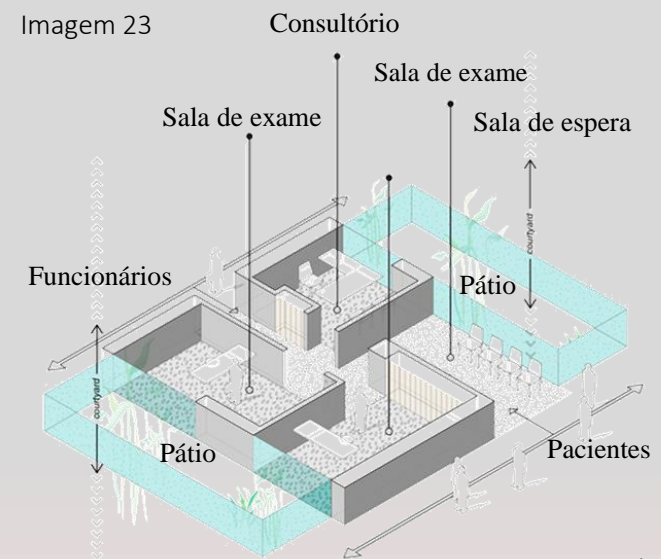 Imagem 23
Consultório
Sala de exame
Sala de exame
Sala de espera
courtyard
Funcionários
Pátio
courtyard
Pátio
Pacientes